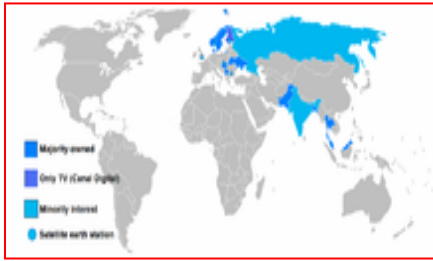 Majority owned
Only TV (Canal Digital)
Minority interest
Satellite earth station